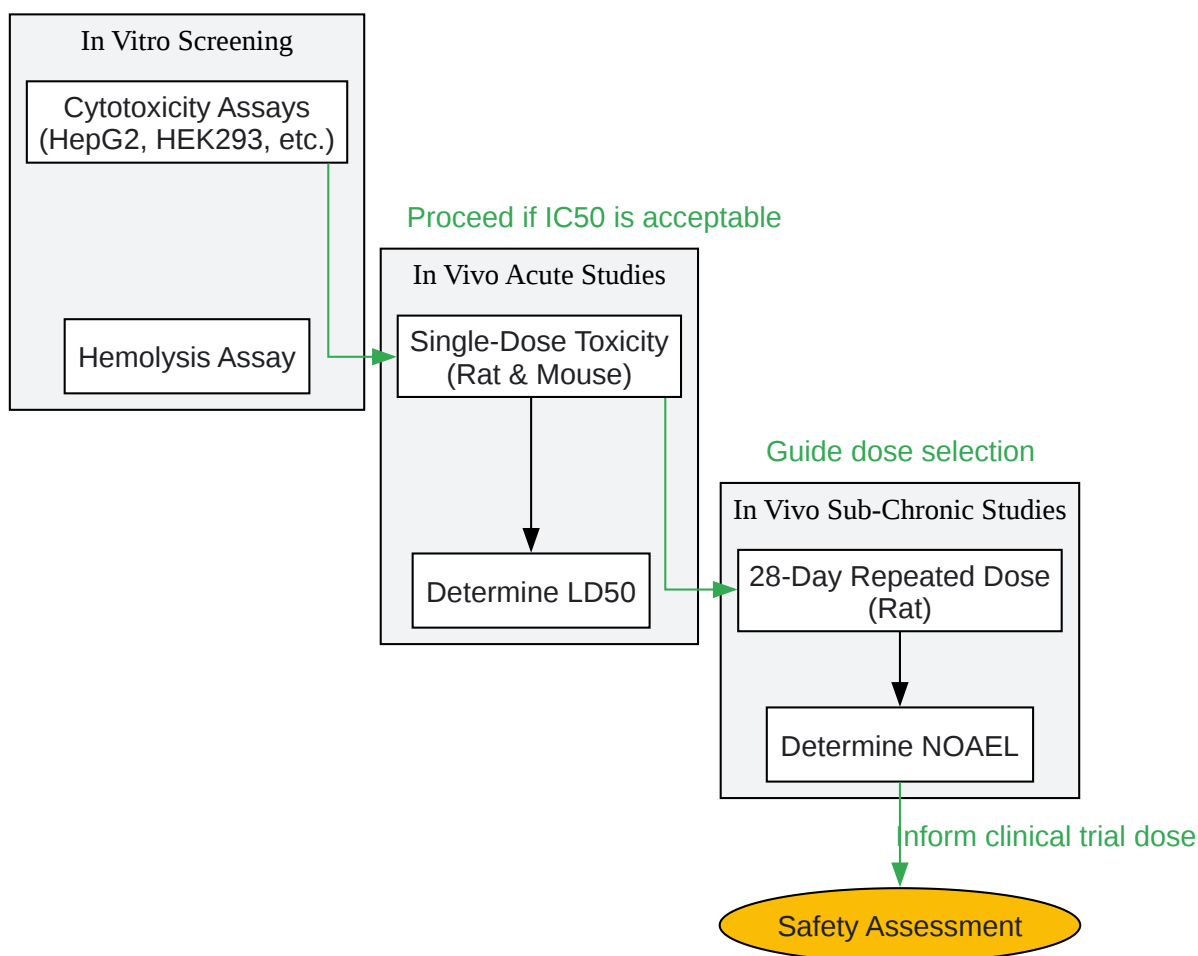 In Vitro Screening
Cytotoxicity Assays
(HepG2, HEK293, etc.)
Hemolysis Assay
Proceed if IC50 is acceptable
In Vivo Acute Studies
Single-Dose Toxicity
(Rat & Mouse)
Determine LD50
Guide dose selection
In Vivo Sub-Chronic Studies
28-Day Repeated Dose
(Rat)
Determine NOAEL
Inform clinical trial dose
Safety Assessment